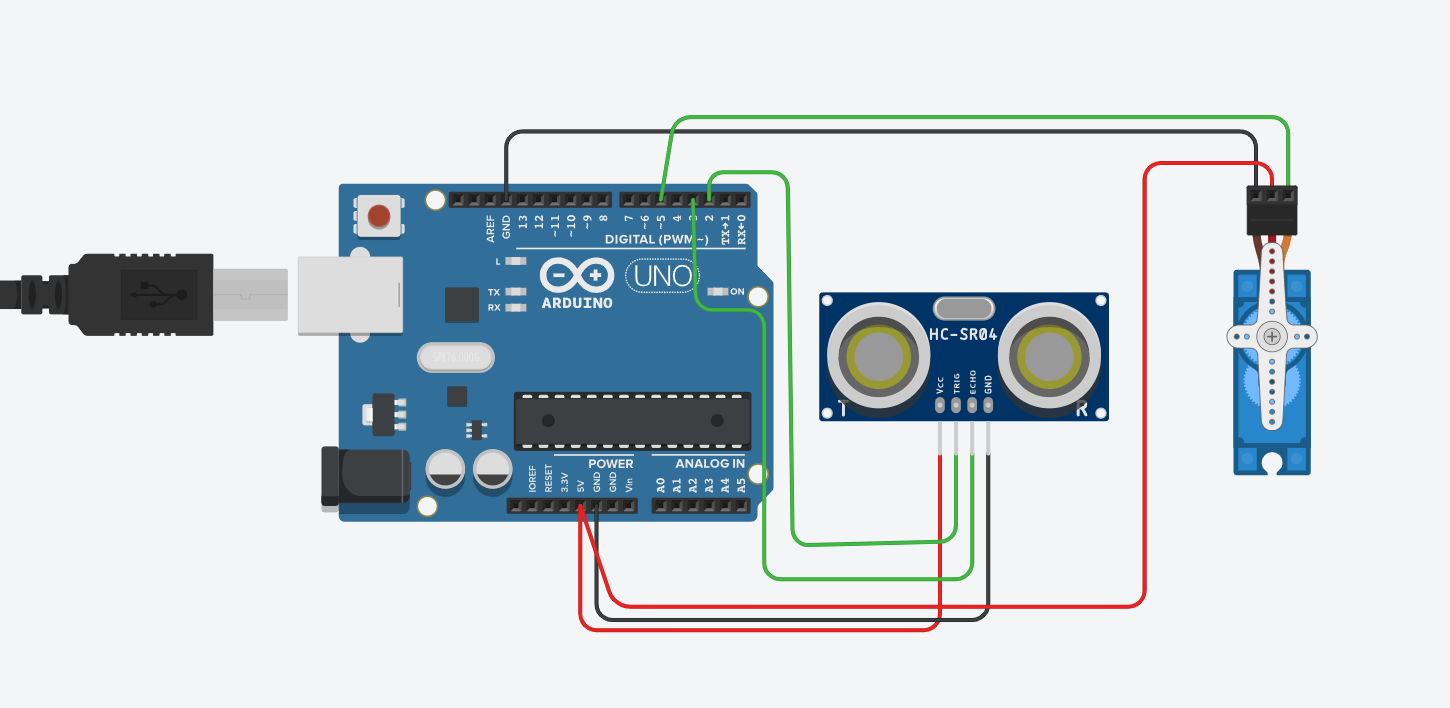 AREF
GND
13
12
~11
~10
~9
8
7
~6
~5
4
2
TX→1
RX←0
DIGITAL (PWM~)
L
TX
RX
ARDUINO
UNO
ON
IOREF
RESET
3.3V
5V
GND
GND
Vin
POWER
ANALOG IN
A0
A1
A2
A3
A4
A5
HC-SR04
VCC
TRIG
ECHO
GND
T
R